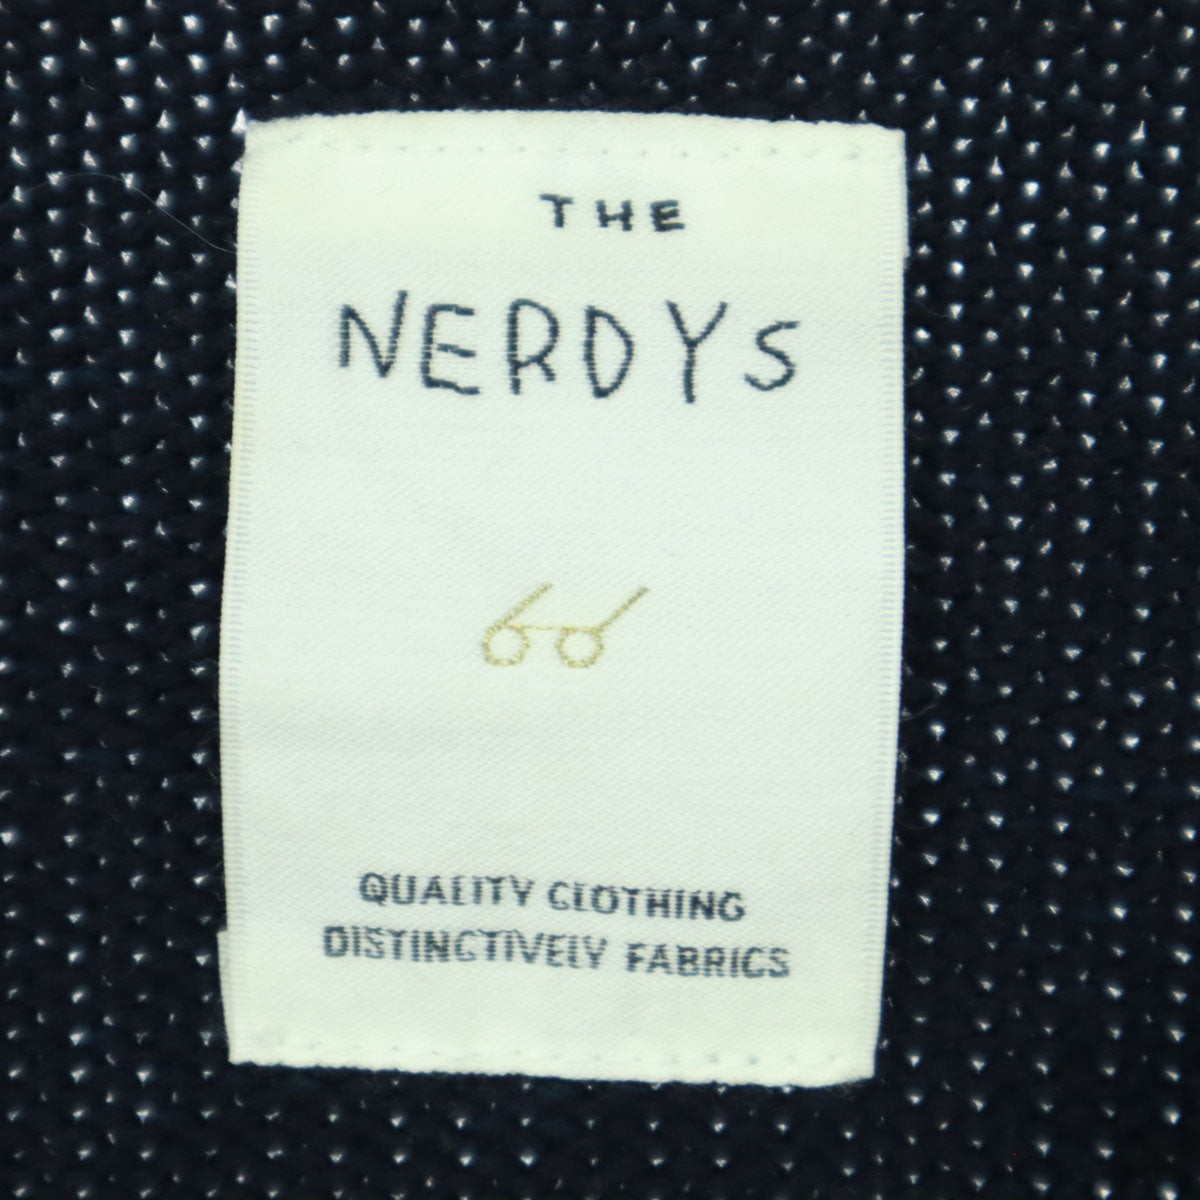 THE
NERDYS
QUALITY CLOTHING
DISTINCTIVELY FABRICS